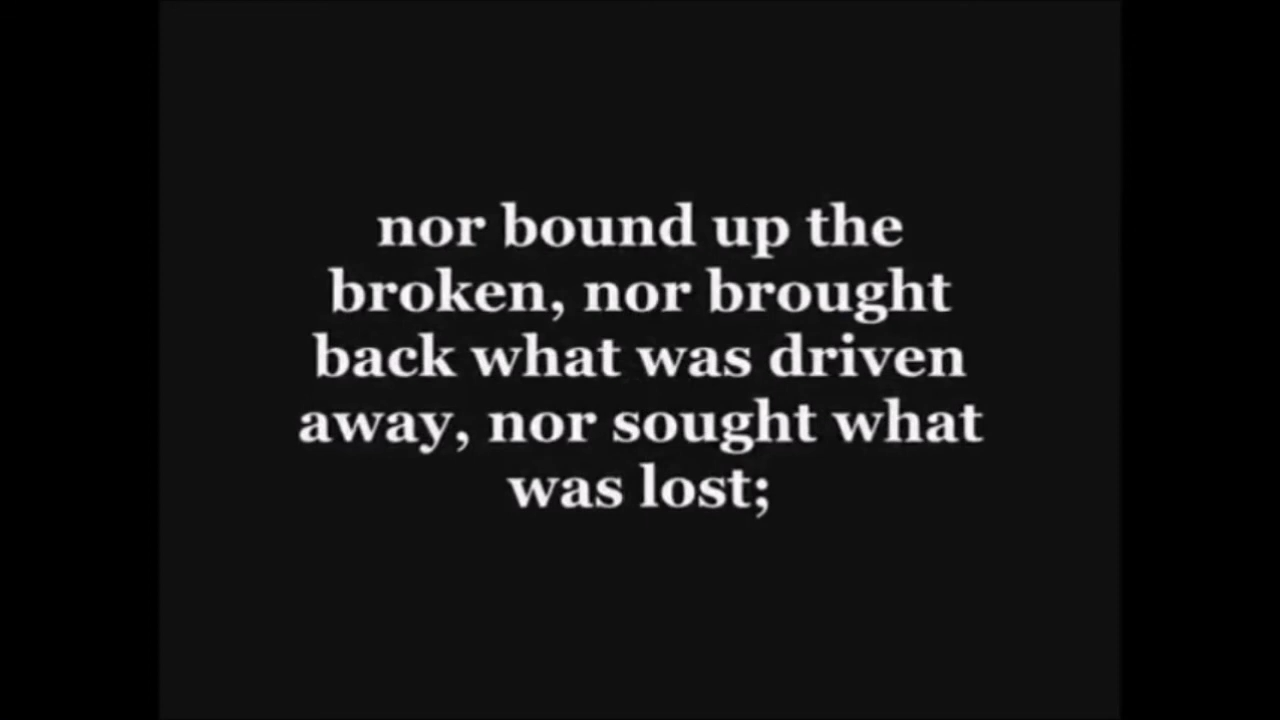 nor bound up the
broken, nor brought
back what was driven
away, nor sought what
was lost;